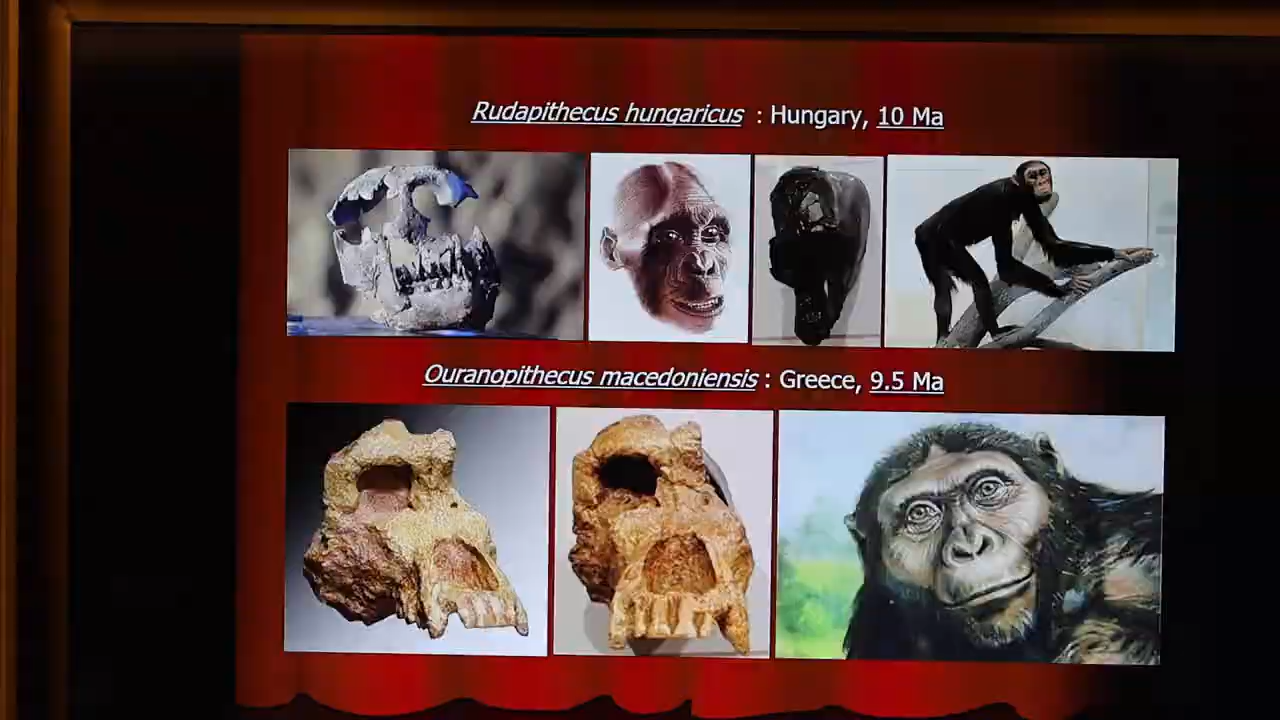 Rudapithecus hungaricus : Hungary, 10 Ma
Ouranopithecus macedoniensis : Greece, 9.5 Ma